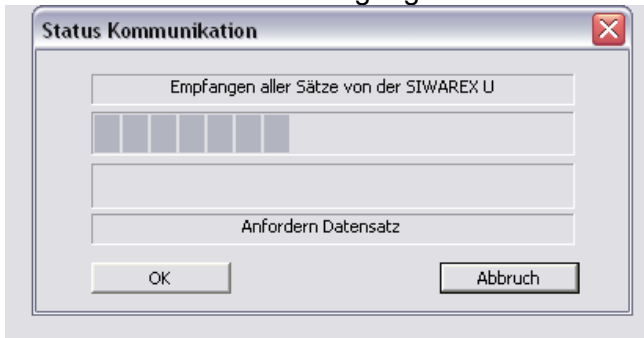 Status Kommunikation
Empfangen aller Sätze von der SIWAREX U
Anfordern Datensatz
OK
Abbruch